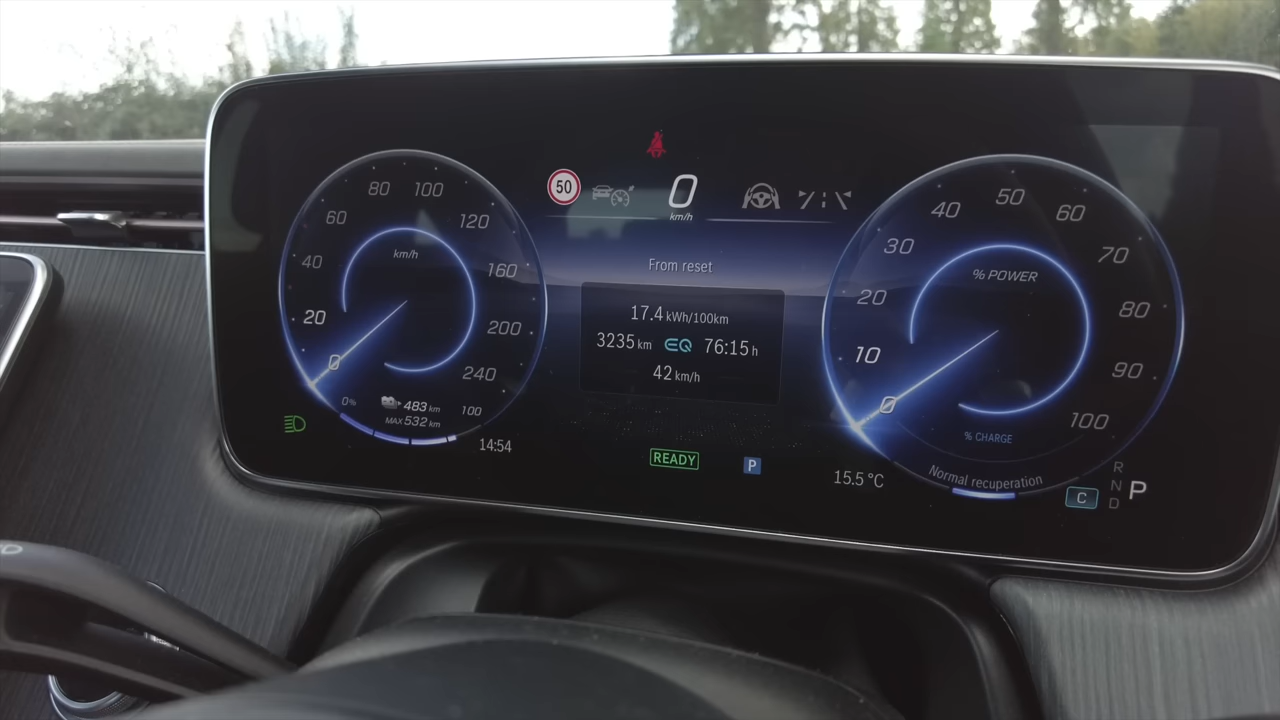 50
0
km/h
80 100
60 120
40 160
20 200
0 240
km/h
0% 483 km 100
MAX 532 km
14:54
From reset
17.4 kWh/100km
3235 km EQ 76:15 h
42 km/h
READY
P
15.5 °C
50
40 60
30 70
20 80
10 90
0 100
% POWER
% CHARGE
Normal recuperation
C
R
N
D
P